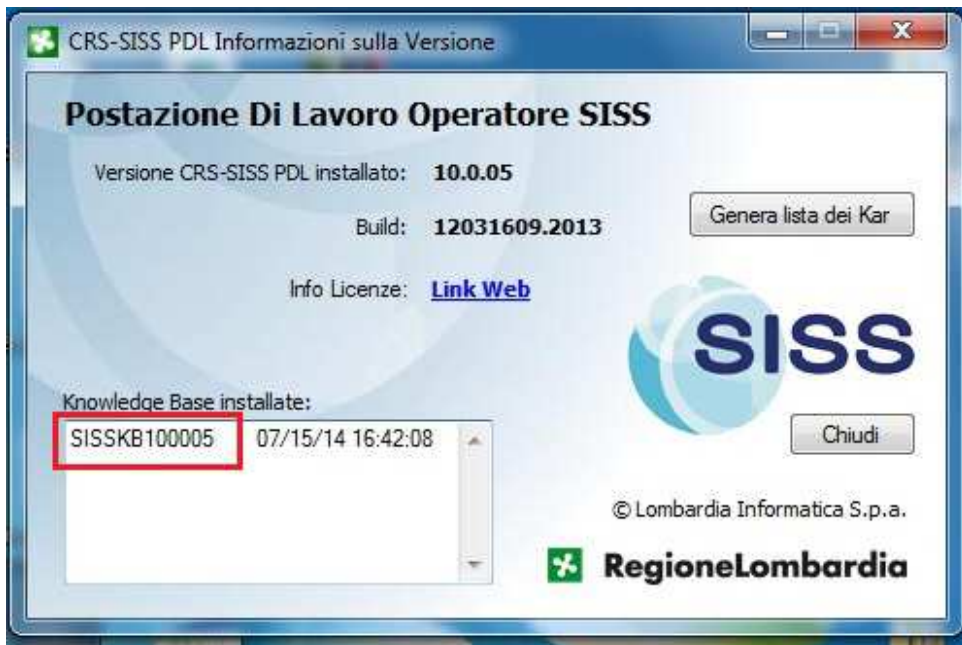 CRS-SISS PDL Informazioni sulla Versione
Postazione Di Lavoro Operatore SISS
Versione CRS-SISS PDL installato: 10.0.05
Build: 12031609.2013
Genera lista dei Kar
Info Licenze: Link Web
SISS
Knowledge Base installate:
SISSKB100005 07/15/14 16:42:08
Chiudi
© Lombardia Informatica S.p.a.
RegioneLombardia